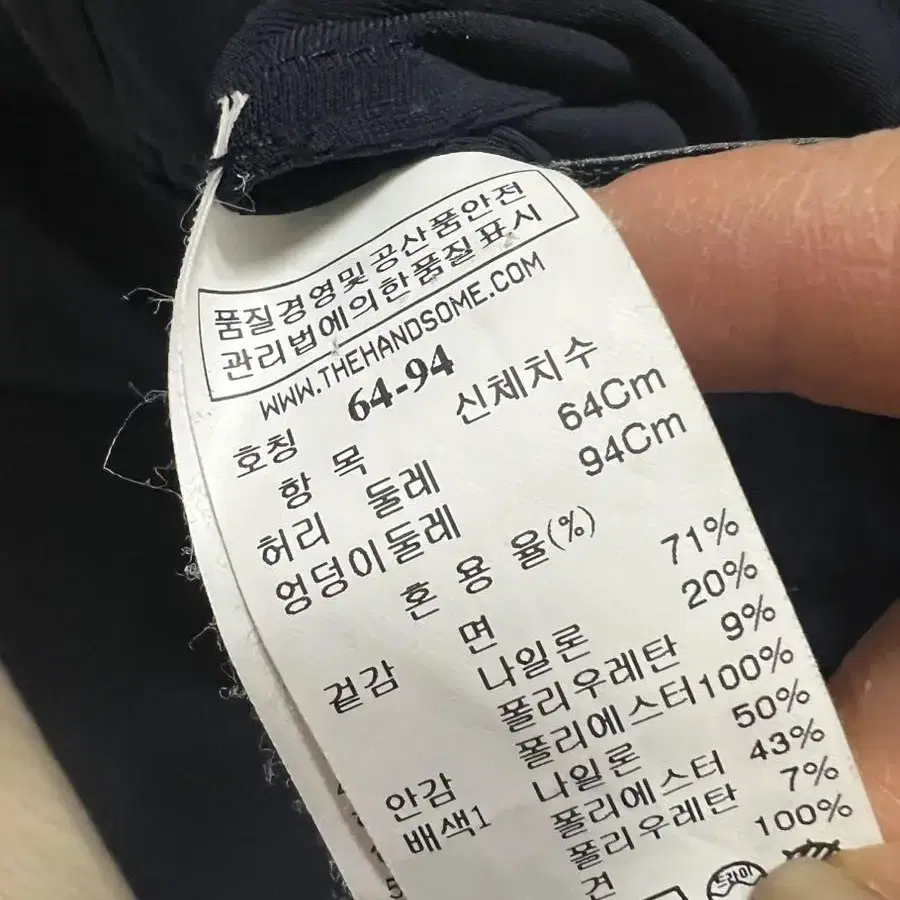 품질경영및공산품안전
관리법에의한품질표시
WWW.THEHANDSOME.COM
호칭 64-94
항 목 신체치수
허리 둘레 64Cm
엉덩이둘레 94Cm
혼 용 율(%)
겉감 면 71%
나일론 20%
폴리우레탄 9%
안감 폴리에스터 100%
배색1 나일론 50%
폴리에스터 43%
폴리우레탄 7%
100%
드라이